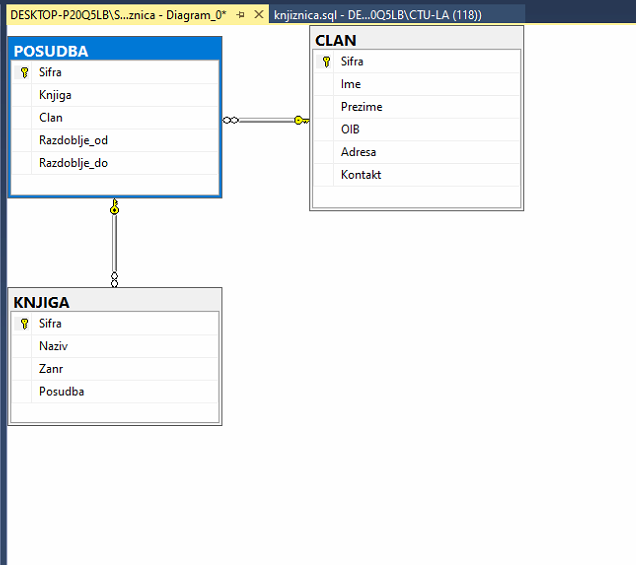 DESKTOP-P20Q5LB\S...znica - Diagram_0*
knjiznica.sql - DE...0Q5LB\CTU-LA (118))
POSUDBA
Sifra
Knjiga
Clan
Razdoblje_od
Razdoblje_do
CLAN
Sifra
Ime
Prezime
OIB
Adresa
Kontakt
KNJIGA
Sifra
Naziv
Zanr
Posudba